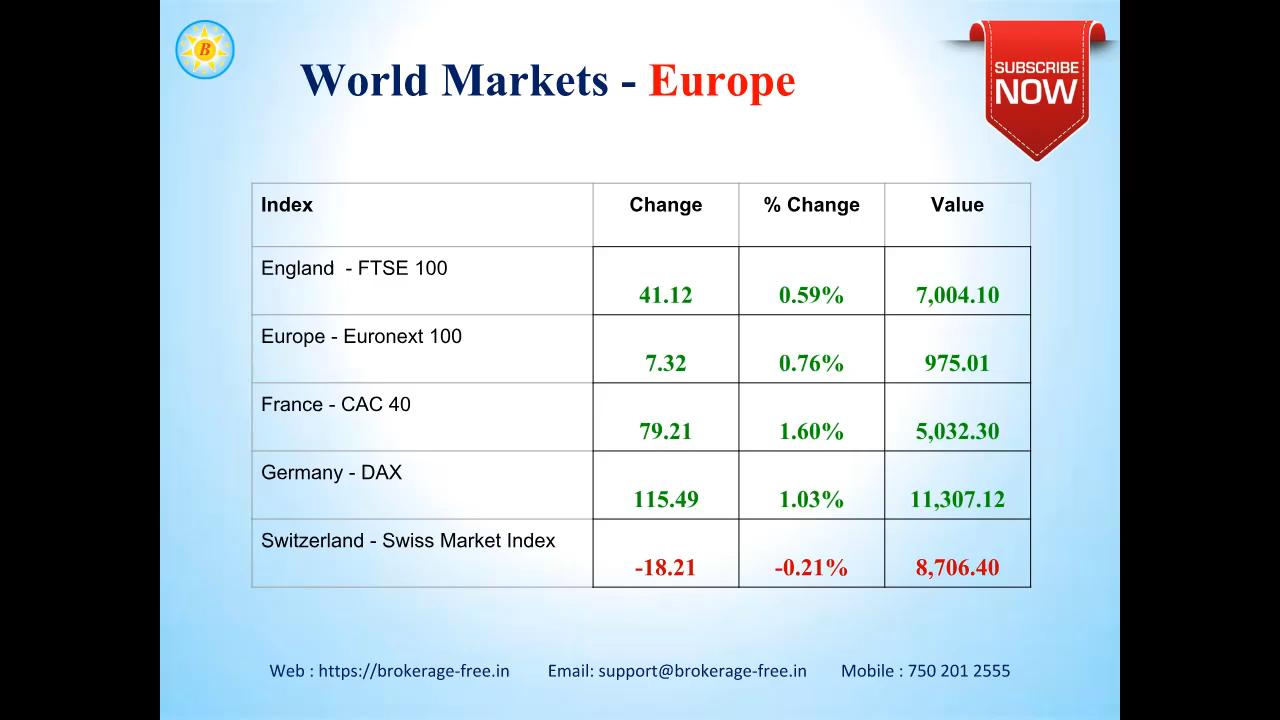 B
World Markets - Europe
SUBSCRIBE
NOW
Index Change % Change Value
England - FTSE 100 41.12 0.59% 7,004.10
Europe - Euronext 100 7.32 0.76% 975.01
France - CAC 40 79.21 1.60% 5,032.30
Germany - DAX 115.49 1.03% 11,307.12
Switzerland - Swiss Market Index -18.21 -0.21% 8,706.40
Web : https://brokerage-free.in Email: support@brokerage-free.in Mobile : 750 201 2555